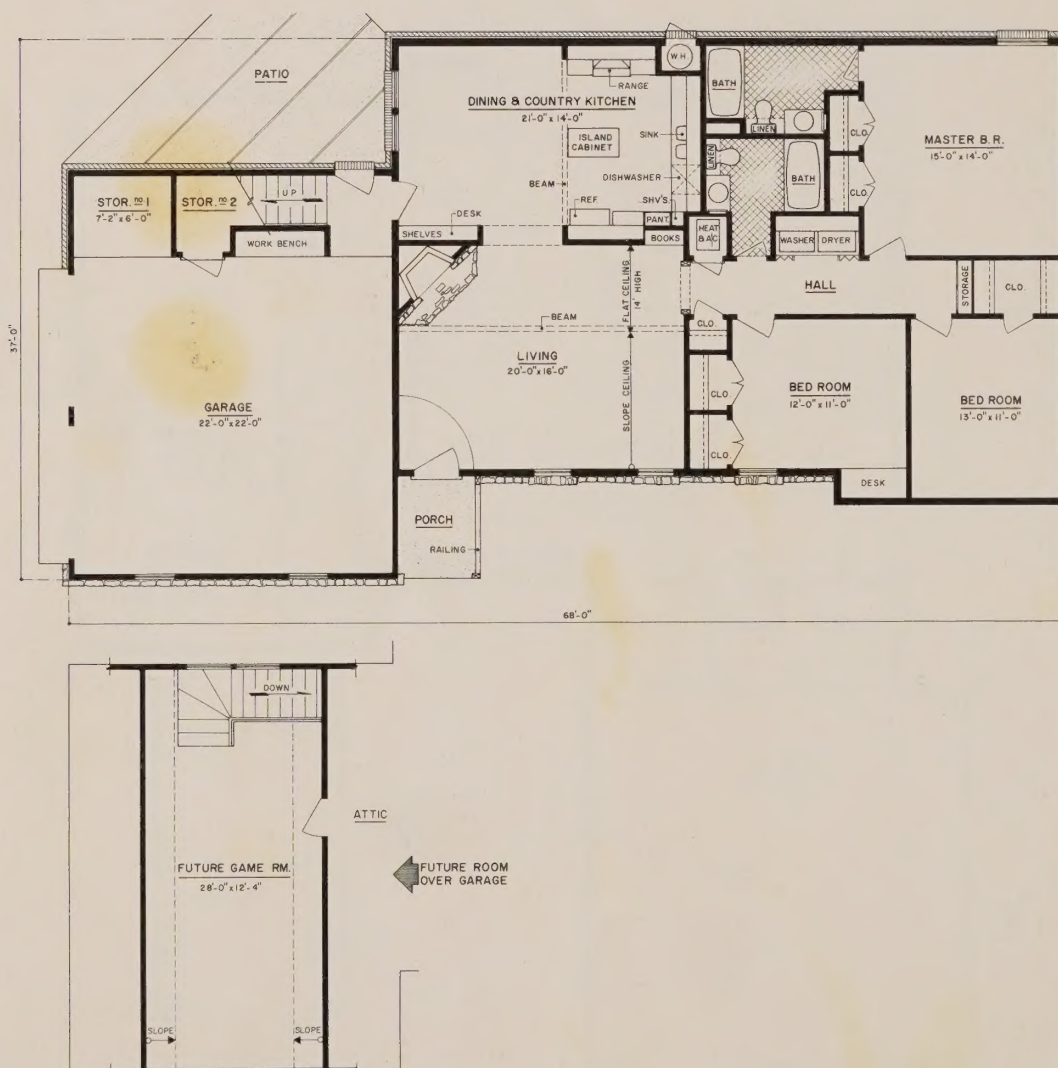 PATIO
STOR. no 1
7'-2" x 6'-0"
STOR. no 2
UP
WORK BENCH
DINING & COUNTRY KITCHEN
21'-0" x 14'-0"
RANGE
W.H.
ISLAND
CABINET
SINK
BEAM
DISHWASHER
REF.
SHV'S.
PANT.
BOOKS
DESK
SHELVES
BATH
LINEN
LINEN
BATH
CLO.
CLO.
MASTER B.R.
15'-0" x 14'-0"
HEAT
& A/C
WASHER
DRYER
HALL
STORAGE
CLO.
FLAT CEILING
14' HIGH
BEAM
LIVING
20'-0" x 16'-0"
SLOPE CEILING
CLO.
CLO.
CLO.
BED ROOM
12'-0" x 11'-0"
BED ROOM
13'-0" x 11'-0"
DESK
37'-0"
GARAGE
22'-0" x 22'-0"
PORCH
RAILING
68'-0"
DOWN
ATTIC
FUTURE GAME RM.
28'-0" x 12'-4"
FUTURE ROOM
OVER GARAGE
SLOPE
SLOPE